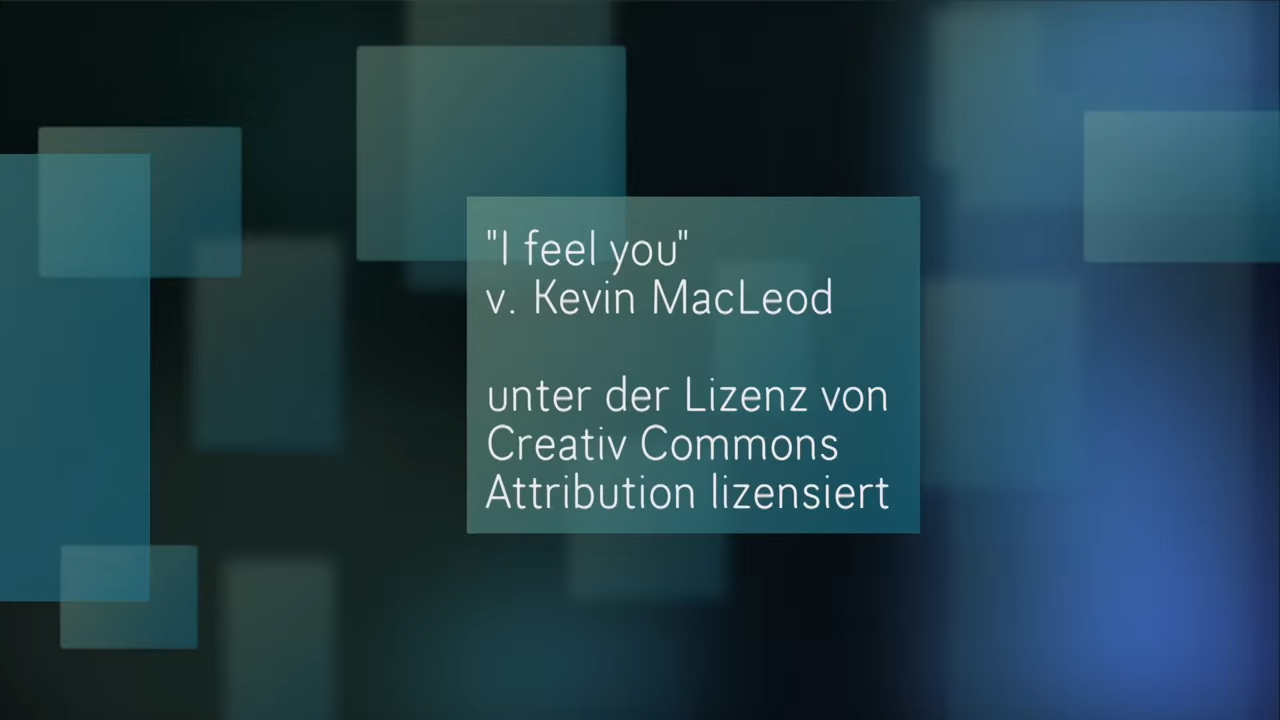 "I feel you"
v. Kevin MacLeod
unter der Lizenz von
Creativ Commons
Attribution lizensiert